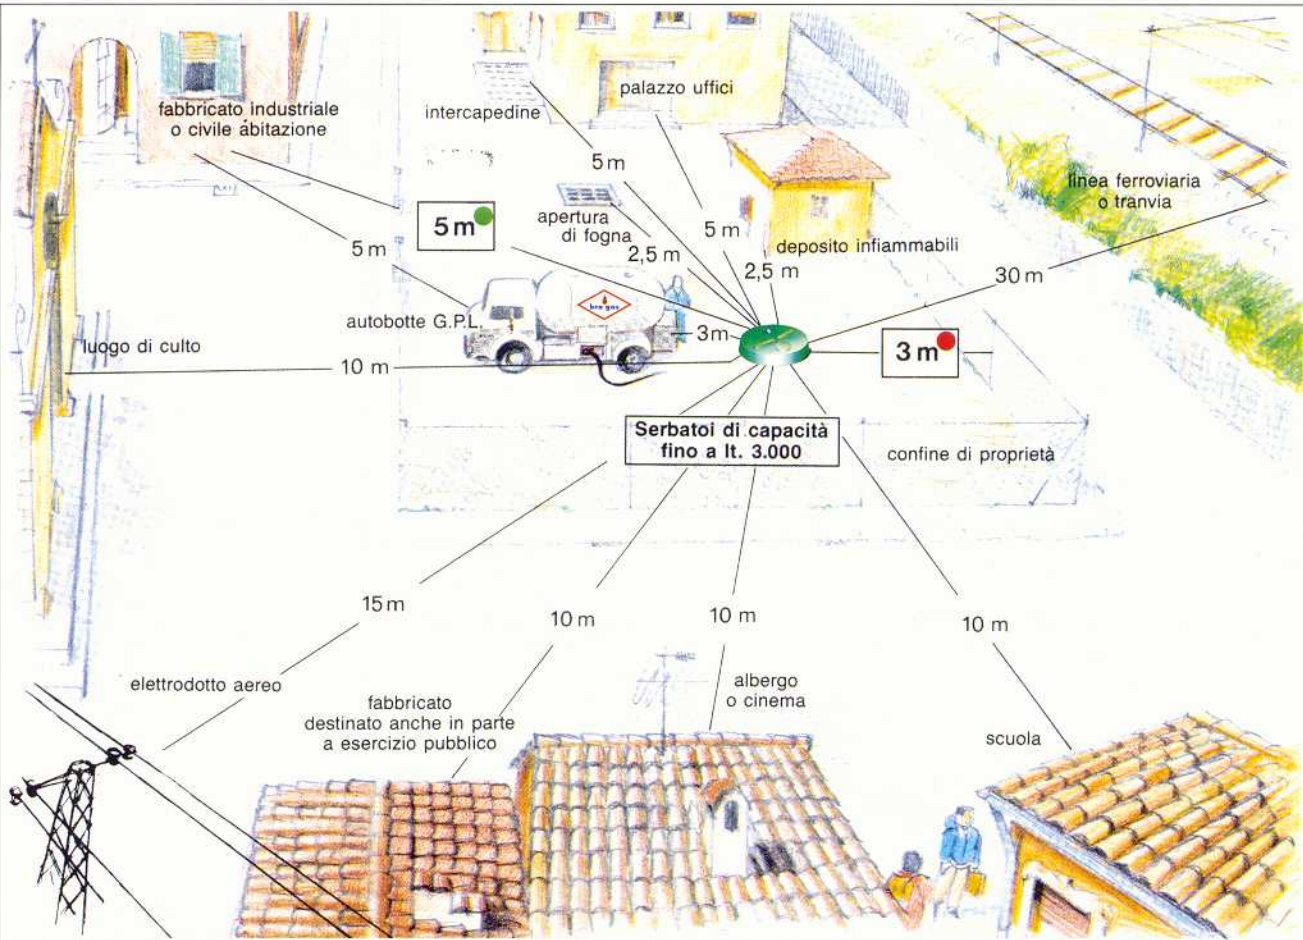 fabbricato industriale
o civile abitazione
intercapedine
palazzo uffici
5 m
linea ferroviaria
o tranvia
5 m
apertura
di fogna
5 m
deposito infiammabili
5 m
2,5 m
2,5 m
30 m
autobotte G.P.L.
bra gas
3 m
luogo di culto
10 m
3 m
Serbatoi di capacità
fino a lt. 3.000
confine di proprietà
15 m
10 m
10 m
10 m
elettrodotto aereo
fabbricato
destinato anche in parte
a esercizio pubblico
albergo
o cinema
scuola